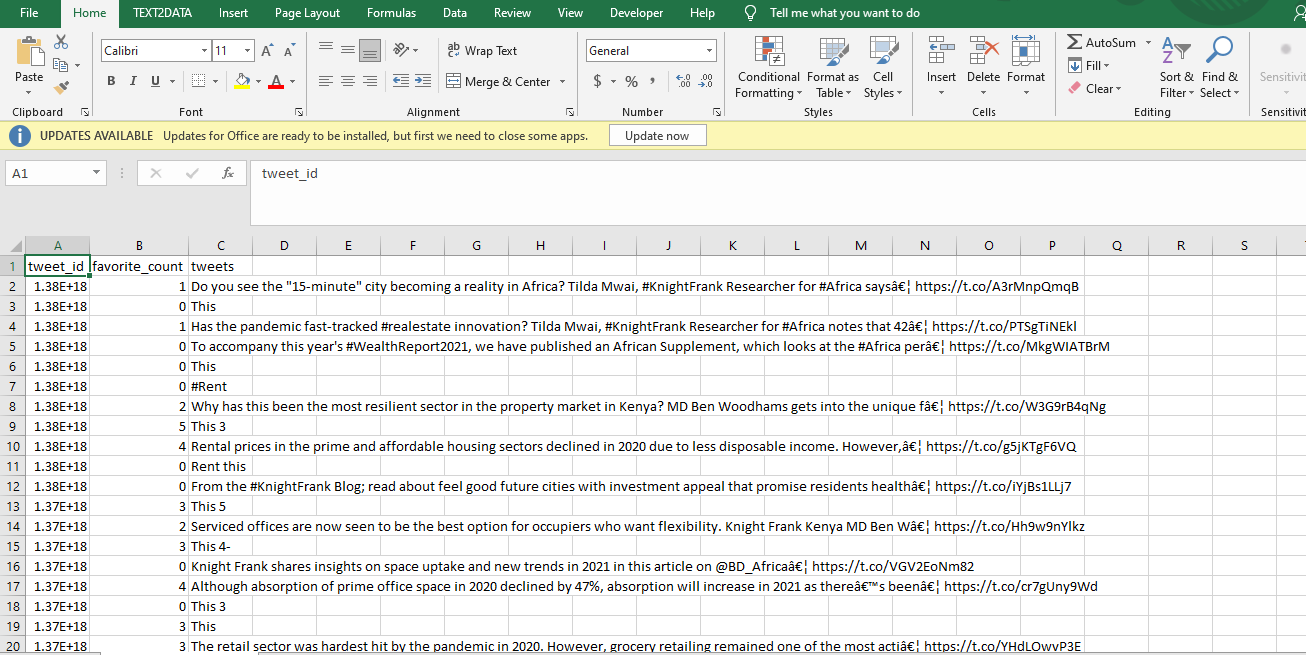 File Home TEXT2DATA Insert Page Layout Formulas Data Review View Developer Help Tell me what you want to do
Calibri 11 A A Wrap Text General AutoSum
Paste Conditional Format as Cell Insert Delete Format Fill Sort & Find & Sensitivity
B I U A Merge & Center $ % , Formatting Table Styles Clear Filter Select
Clipboard Font Alignment Number Styles Cells Editing Sensitivit
UPDATES AVAILABLE Updates for Office are ready to be installed, but first we need to close some apps. Update now
A1 fx tweet_id
A B C D E F G H I J K L M N O P Q R S
1 tweet_id favorite_count tweets
2 1.38E+18 1 Do you see the "15-minute" city becoming a reality in Africa? Tilda Mwai, #KnightFrank Researcher for #Africa saysâ€¦ https://t.co/A3rMnpQmqB
3 1.38E+18 0 This
4 1.38E+18 1 Has the pandemic fast-tracked #realestate innovation? Tilda Mwai, #KnightFrank Researcher for #Africa notes that 42â€¦ https://t.co/PTSgTiNEkl
5 1.38E+18 0 To accompany this year's #WealthReport2021, we have published an African Supplement, which looks at the #Africa perâ€¦ https://t.co/MkgWIATBrM
6 1.38E+18 0 This
7 1.38E+18 0 #Rent
8 1.38E+18 2 Why has this been the most resilient sector in the property market in Kenya? MD Ben Woodhams gets into the unique fâ€¦ https://t.co/W3G9rB4qNg
9 1.38E+18 5 This 3
10 1.38E+18 4 Rental prices in the prime and affordable housing sectors declined in 2020 due to less disposable income. However,â€¦ https://t.co/g5jKTgF6VQ
11 1.38E+18 0 Rent this
12 1.38E+18 0 From the #KnightFrank Blog; read about feel good future cities with investment appeal that promise residents healthâ€¦ https://t.co/iYjBs1LLj7
13 1.37E+18 3 This 5
14 1.37E+18 2 Serviced offices are now seen to be the best option for occupiers who want flexibility. Knight Frank Kenya MD Ben Wâ€¦ https://t.co/Hh9w9nYlkz
15 1.37E+18 3 This 4-
16 1.37E+18 0 Knight Frank shares insights on space uptake and new trends in 2021 in this article on @BD_Africaâ€¦ https://t.co/VGV2EoNm82
17 1.37E+18 4 Although absorption of prime office space in 2020 declined by 47%, absorption will increase in 2021 as thereâ€™s beenâ€¦ https://t.co/cr7gUny9Wd
18 1.37E+18 0 This 3
19 1.37E+18 3 This
20 1.37E+18 3 The retail sector was hardest hit by the pandemic in 2020. However, grocery retailing remained one of the most actiâ€¦ https://t.co/YHdLOwvP3E